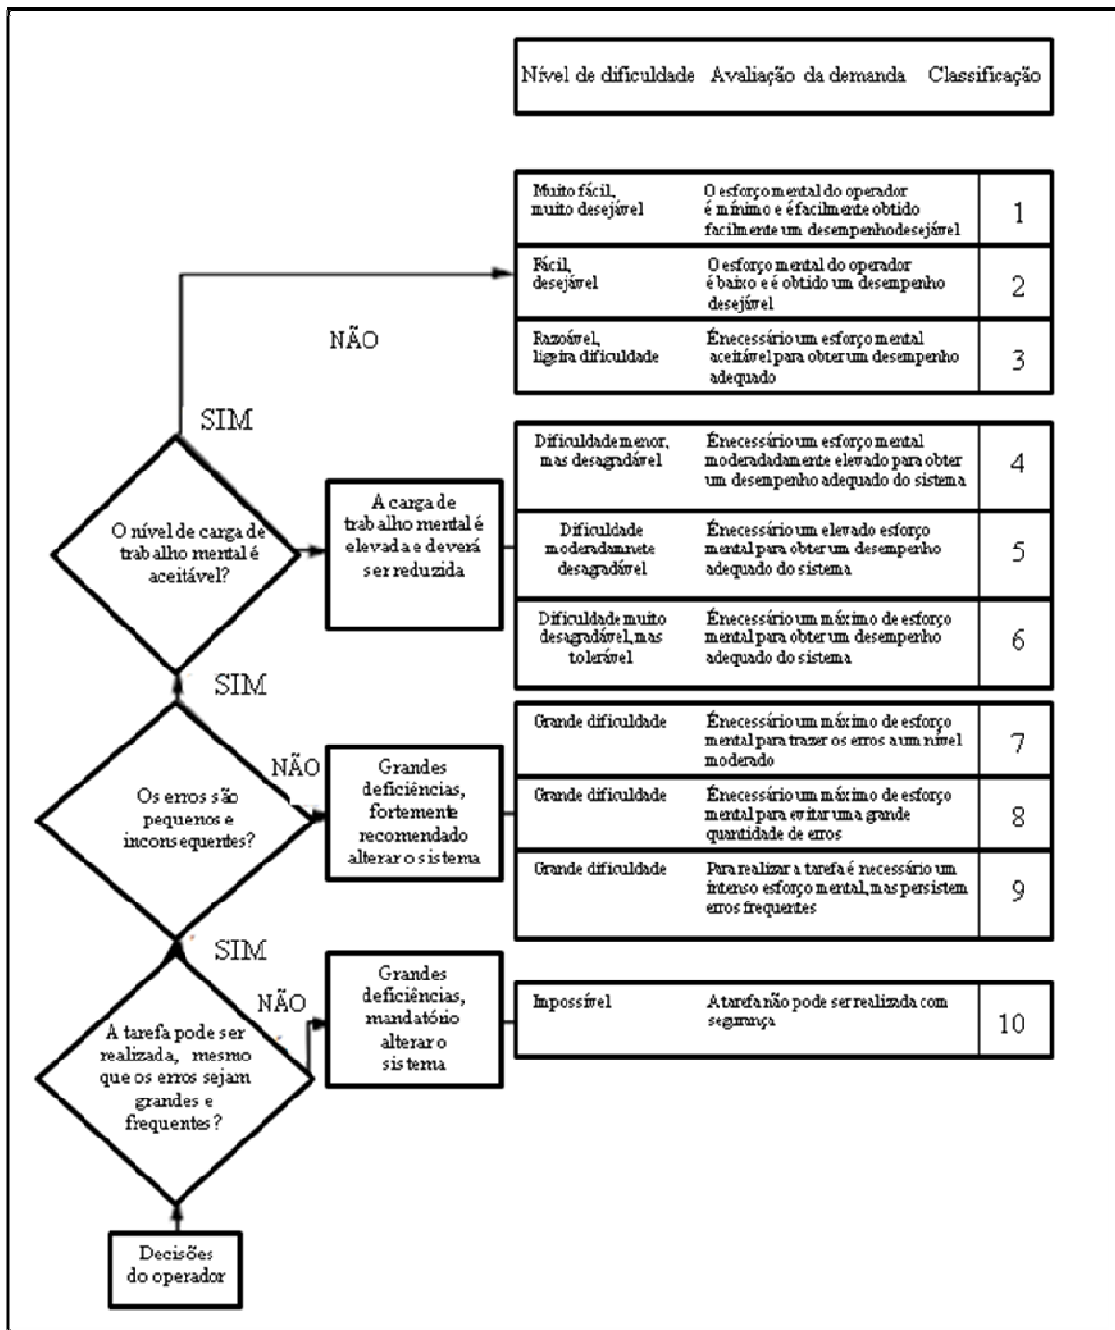 Nível de dificuldade Avaliação da demanda Classificação
Muito fácil,
muito desejável
O esforço mental do operador
é mínimo e é facilmente obtido
facilmente um desempenho desejável
1
Fácil,
desejável
O esforço mental do operador
é baixo e é obtido um desempenho
desejável
2
NÃO
Razoável,
ligeira dificuldade
É necessário um esforço mental
aceitável para obter um desempenho
adequado
3
SIM
O nível de carga de
trabalho mental é
aceitável?
A carga de
trabalho mental é
elevada e deverá
ser reduzida
Dificuldade menor,
mas desagradável
É necessário um esforço mental
moderadadamente elevado para obter
um desempenho adequado do sistema
4
Dificuldade
moderadamnete
desagradável
É necessário um elevado esforço
mental para obter um desempenho
adequado do sistema
5
Dificuldade muito
desagradável, mas
tolerável
É necessário um máximo de esforço
mental para obter um desempenho
adequado do sistema
6
SIM
Os erros são
pequenos e
inconsequentes?
NÃO
Grandes
deficiências,
fortemente
recomendado
alterar o sistema
Grande dificuldade
É necessário um máximo de esforço
mental para trazer os erros a um nível
moderado
7
Grande dificuldade
É necessário um máximo de esforço
mental para evitar uma grande
quantidade de erros
8
Grande dificuldade
Para realizar a tarefa é necessário um
intenso esforço mental, mas persistem
erros frequentes
9
SIM
A tarefa pode ser
realizada, mesmo
que os erros sejam
grandes e
frequentes?
NÃO
Grandes
deficiências,
mandatório
alterar o
sistema
Impossível
A tarefa não pode ser realizada com
segurança
10
Decisões
do operador